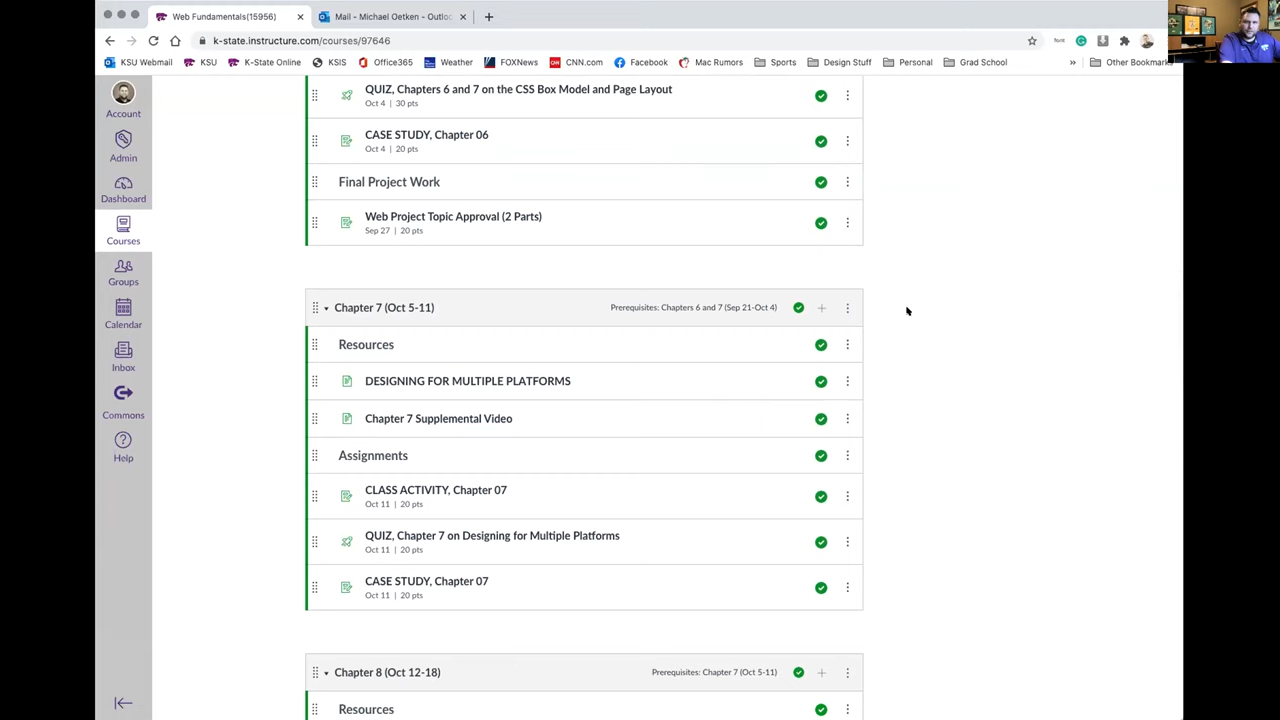 Web Fundamentals(15956)
Mail - Michael Oetken - Outloo
k-state.instructure.com/courses/97646
KSU Webmail KSU K-State Online KSIS Office365 Weather FOXNews CNN.com Facebook Mac Rumors Sports Design Stuff Personal Grad School » Other Bookmarks
Account
Admin
Dashboard
Courses
Groups
Calendar
Inbox
Commons
Help
QUIZ, Chapters 6 and 7 on the CSS Box Model and Page Layout
Oct 4 | 30 pts
CASE STUDY, Chapter 06
Oct 4 | 20 pts
Final Project Work
Web Project Topic Approval (2 Parts)
Sep 27 | 20 pts
Chapter 7 (Oct 5-11) Prerequisites: Chapters 6 and 7 (Sep 21-Oct 4)
Resources
DESIGNING FOR MULTIPLE PLATFORMS
Chapter 7 Supplemental Video
Assignments
CLASS ACTIVITY, Chapter 07
Oct 11 | 20 pts
QUIZ, Chapter 7 on Designing for Multiple Platforms
Oct 11 | 20 pts
CASE STUDY, Chapter 07
Oct 11 | 20 pts
Chapter 8 (Oct 12-18) Prerequisites: Chapter 7 (Oct 5-11)
Resources